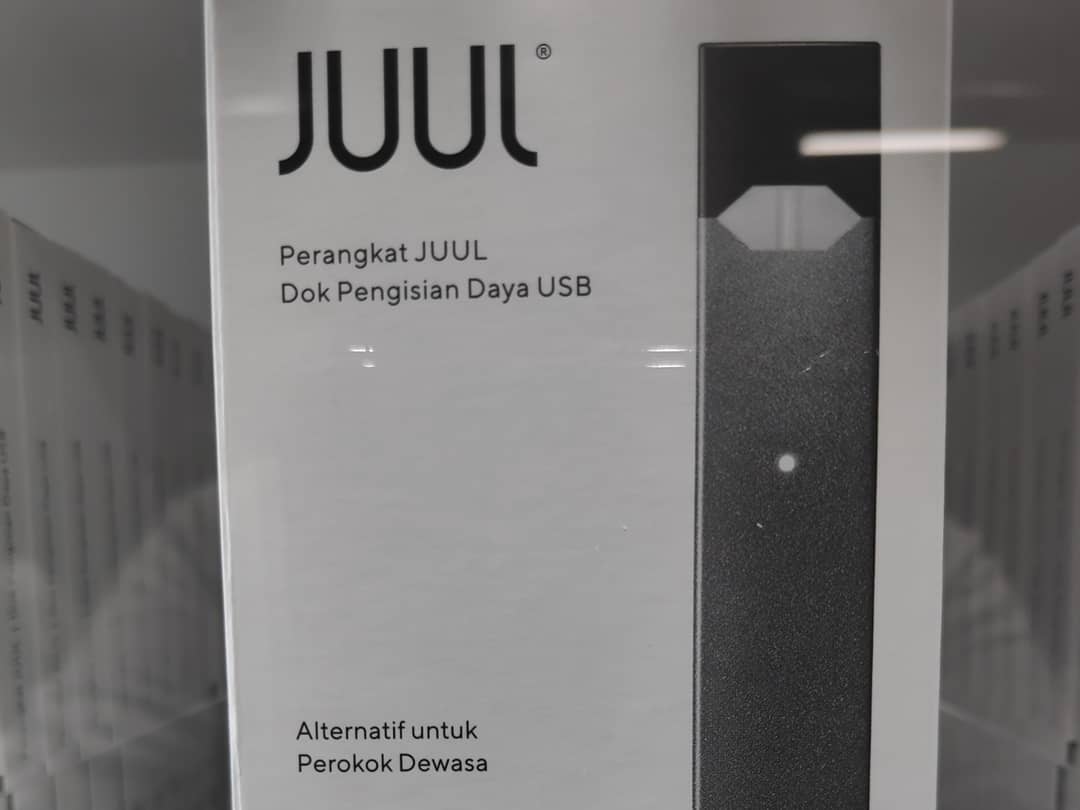 JUUL®
Perangkat JUUL
Dok Pengisian Daya USB
Alternatif untuk
Perokok Dewasa